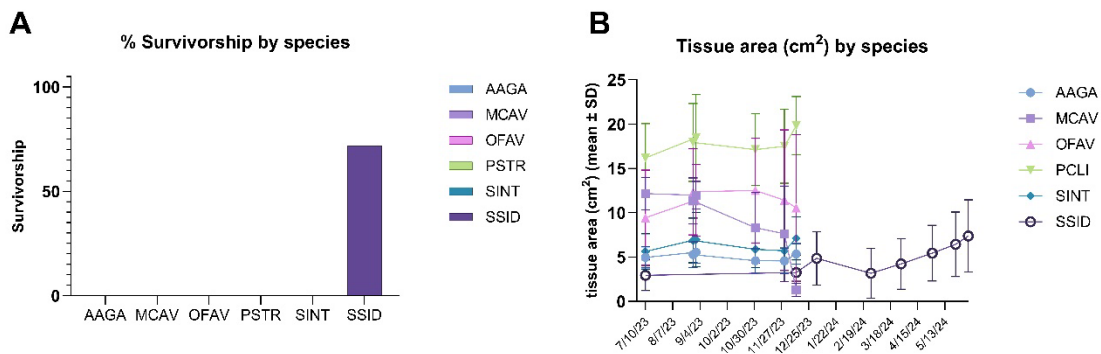 A
% Survivorship by species
Survivorship
100
50
0
AAGA
MCAV
OFAV
PSTR
SINT
SSID
AAGA
MCAV
OFAV
PSTR
SINT
SSID
B
Tissue area (cm²) by species
tissue area (cm²) (mean ± SD)
25
20
15
10
5
0
7/10/23
8/7/23
9/4/23
10/2/23
10/30/23
11/27/23
12/25/23
1/22/24
2/19/24
3/18/24
4/15/24
5/13/24
AAGA
MCAV
OFAV
PCLI
SINT
SSID